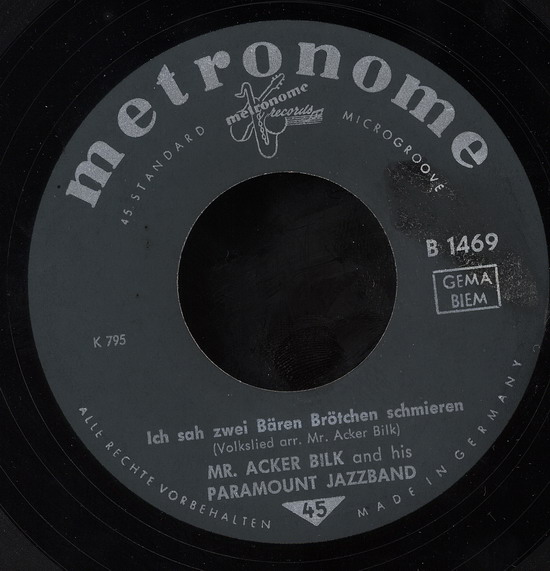 metronome
metronome
records
45 STANDARD
MICROGROOVE
B 1469
GEMA
BIEM
K 795
Ich sah zwei Bären Brötchen schmieren
(Volkslied arr. Mr. Acker Bilk)
MR. ACKER BILK and his
PARAMOUNT JAZZBAND
45
ALLE RECHTE VORBEHALTEN
MADE IN GERMANY